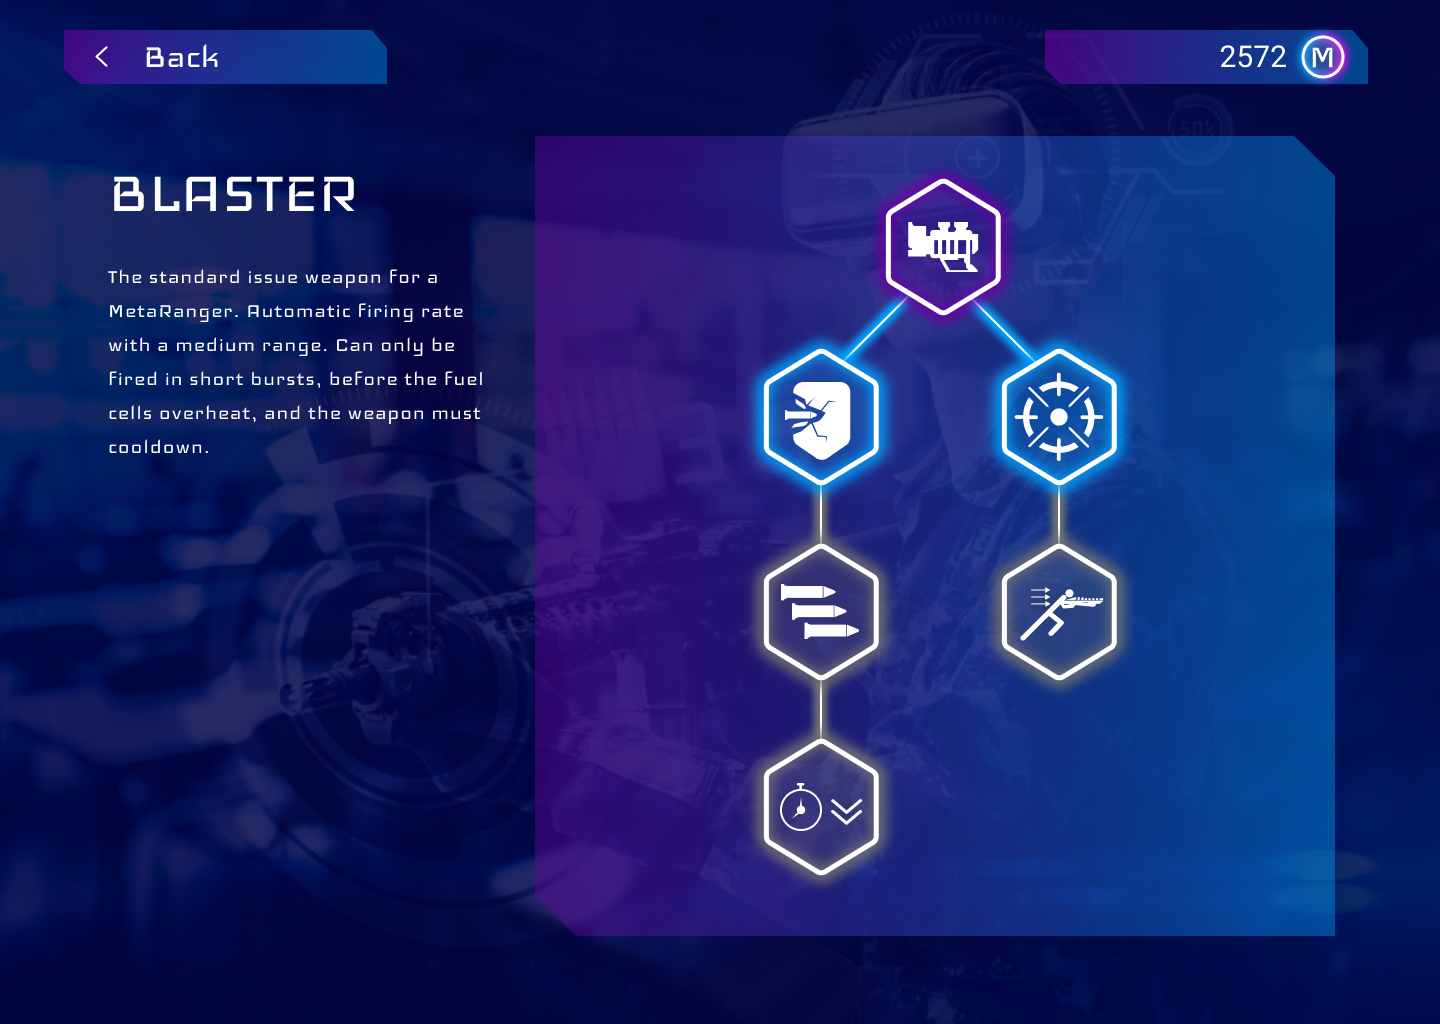 Back
2572 M
50%
BLASTER
The standard issue weapon for a
MetaRanger. Automatic firing rate
with a medium range. Can only be
fired in short bursts, before the fuel
cells overheat, and the weapon must
cooldown.